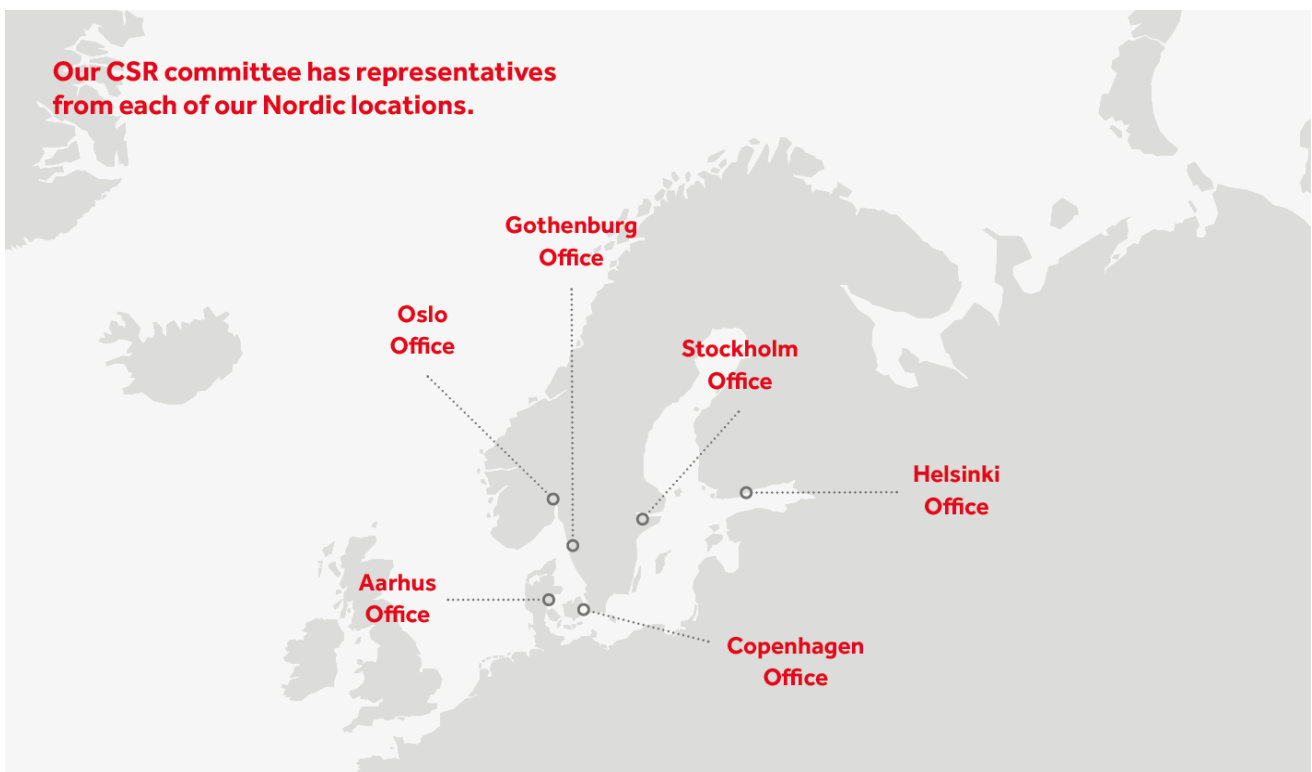 Our CSR committee has representatives
from each of our Nordic locations.
Gothenburg
Office
Oslo
Office
Stockholm
Office
Helsinki
Office
Aarhus
Office
Copenhagen
Office